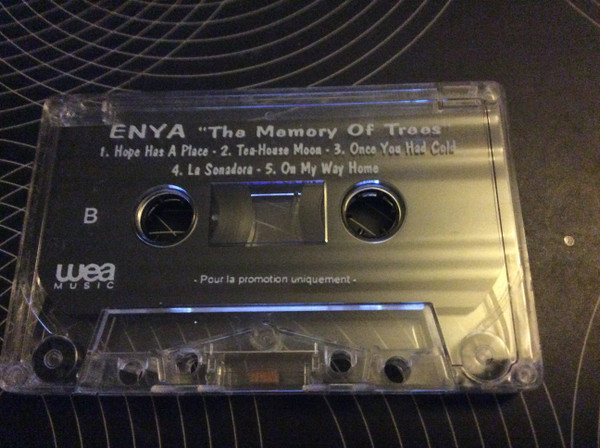 ENYA "The Memory Of Trees"
1. Hope Has A Place - 2. Tea-House Moon - 3. Once You Had Gold
4. La Sonadora - 5. On My Way Home
B
wea
MUSIC
- Pour la promotion uniquement -